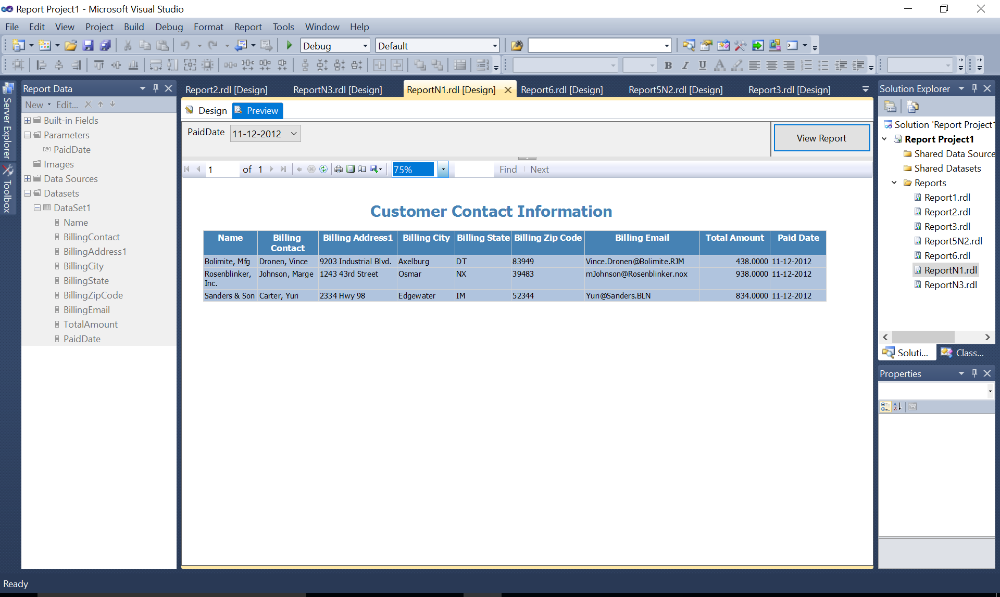 Report Project1 - Microsoft Visual Studio
File Edit View Project Build Debug Format Report Tools Window Help
Debug Default
Server Explorer
Toolbox
Report Data
New Edit...
Built-in Fields
Parameters
PaidDate
Images
Data Sources
Datasets
DataSet1
Name
BillingContact
BillingAddress1
BillingCity
BillingState
BillingZipCode
BillingEmail
TotalAmount
PaidDate
Report2.rdl [Design] ReportN3.rdl [Design] ReportN1.rdl [Design] Report6.rdl [Design] Report5N2.rdl [Design] Report3.rdl [Design]
Design Preview
PaidDate 11-12-2012 View Report
1 of 1 75% Find Next
Customer Contact Information
Name Billing Contact Billing Address1 Billing City Billing State Billing Zip Code Billing Email Total Amount Paid Date
Bolimite, Mfg Dronen, Vince 9203 Industrial Blvd. Axelburg DT 83949 Vince.Dronen@Bolimite.RJM 438.0000 11-12-2012
Rosenblinker, Inc. Johnson, Marge 1243 43rd Street Osmar NX 39483 mJohnson@Rosenblinker.nox 938.0000 11-12-2012
Sanders & Son Carter, Yuri 2334 Hwy 98 Edgewater IM 52344 Yuri@Sanders.BLN 834.0000 11-12-2012
Solution Explorer
Solution 'Report Project1
Report Project1
Shared Data Source
Shared Datasets
Reports
Report1.rdl
Report2.rdl
Report3.rdl
Report5N2.rdl
Report6.rdl
ReportN1.rdl
ReportN3.rdl
Soluti... Class...
Properties
Ready